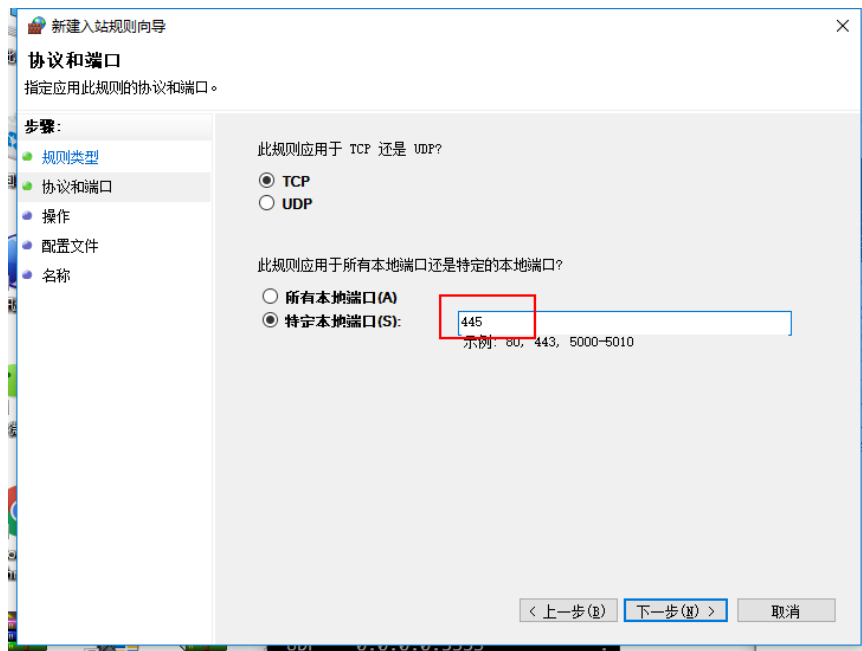 新建入站规则向导
协议和端口
指定应用此规则的协议和端口。
步骤:
规则类型
协议和端口
操作
配置文件
名称
此规则应用于 TCP 还是 UDP?
TCP
UDP
此规则应用于所有本地端口还是特定的本地端口?
所有本地端口(A)
特定本地端口(S):
445
示例: 80, 443, 5000-5010
< 上一步(B)
下一步(N) >
取消